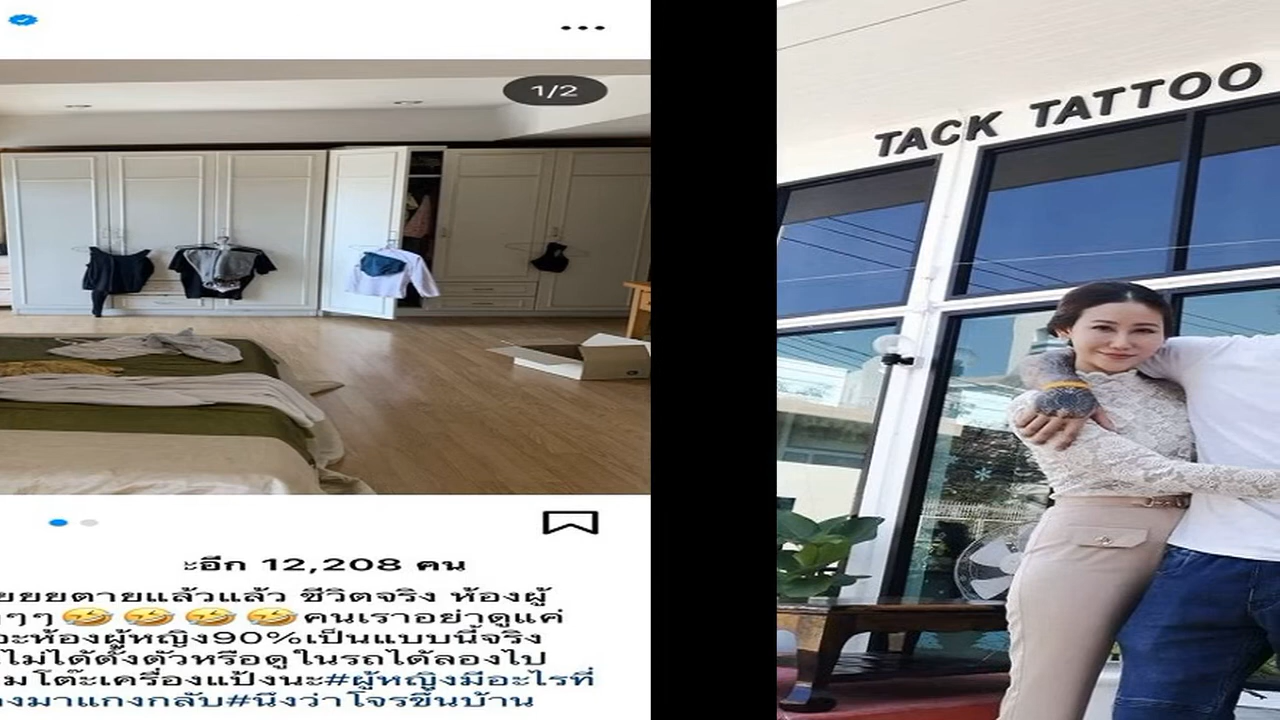 1/2
TACK TATTOO
ะอีก 12,208 คน
ยยยตายแล้วแล้ว ชีวิตจริง ห้องผู้
ๆๆๆ 🤣 🤣 🤣 🤣 คนเราอย่าดูแค่
อะห้องผู้หญิง90%เป็นแบบนี้จริง
ไม่ได้ตั้งตัวหรือดูในรถได้ลองไป
มโต๊ะเครื่องแป้งนะ#ผู้หญิงมีอะไรที่
องมาแกงกลับ#นึงว่าโจรขึ้นบ้าน